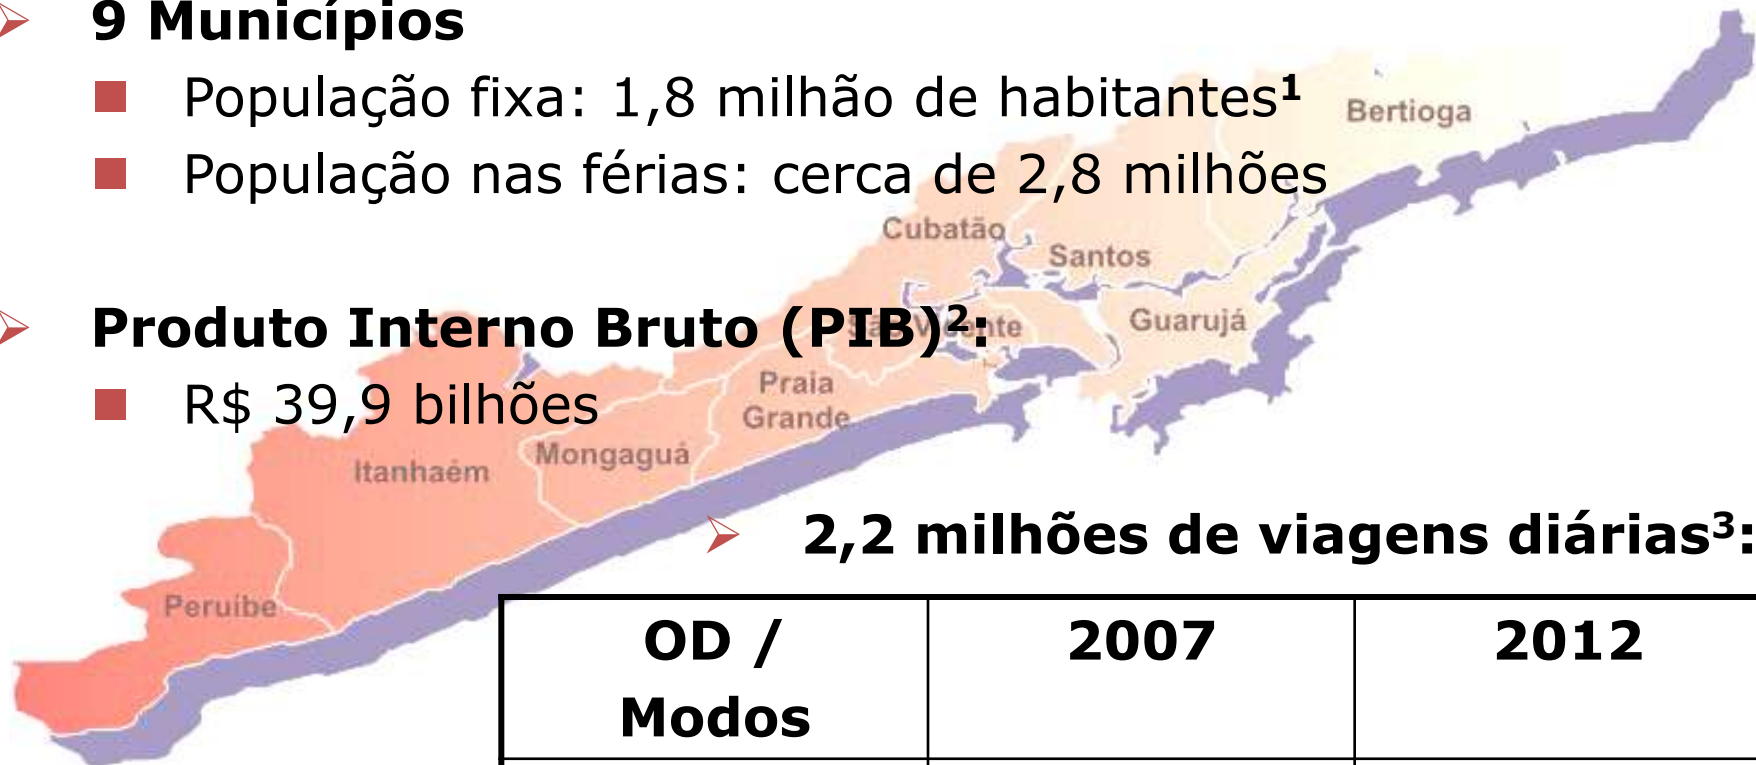 9 Municípios
População fixa: 1,8 milhão de habitantes¹
População nas férias: cerca de 2,8 milhões
Bertioga
Cubatão
Santos
Produto Interno Bruto (PIB)²:
São Vicente
Guarujá
R$ 39,9 bilhões
Praia
Grande
Mongaguá
Itanhaém
2,2 milhões de viagens diárias³:
Peruíbe
OD / 2007 2012
Modos